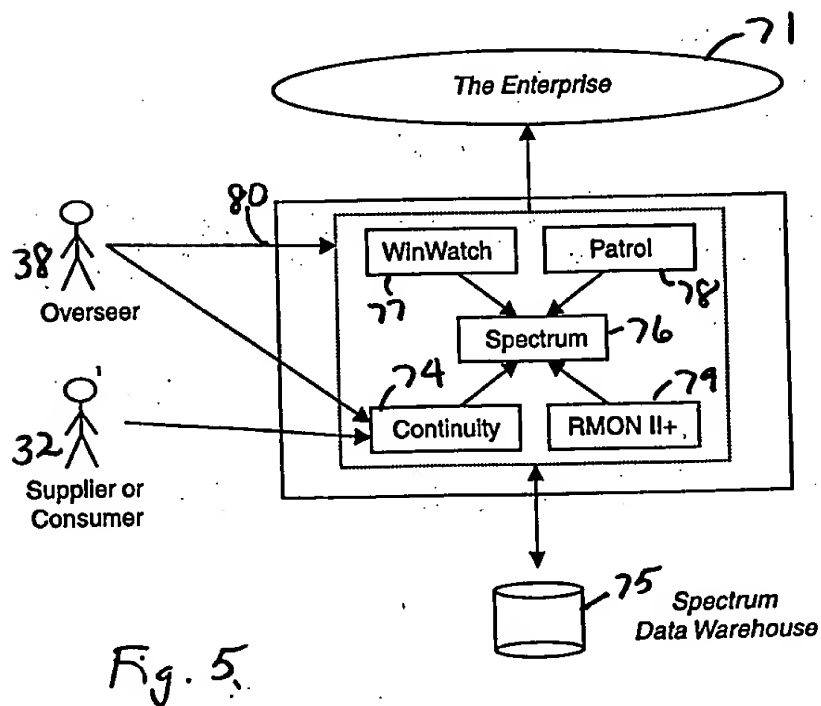 71
The Enterprise
80
38
Overseer
WinWatch
77
Patrol
78
Spectrum
76
74
Continuity
79
RMON II+
32
Supplier or
Consumer
75
Spectrum
Data Warehouse
Fig. 5